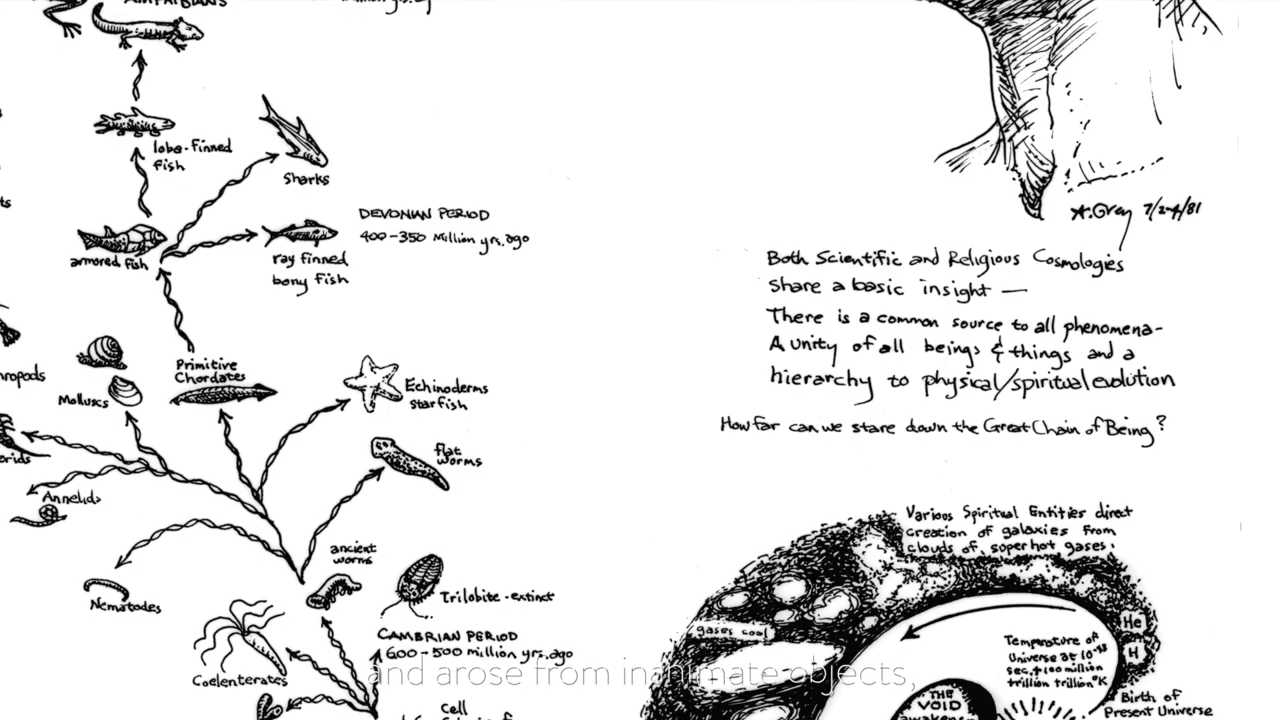 AMPHIBIANS
lobe-finned
fish
Sharks
DEVONIAN PERIOD
400-350 Million yrs. ago
armored fish
ray finned
bony fish
Primitive
Chordates
Molluscs
Echinoderms
starfish
flat
worms
Annelids
ancient
worms
Nematodes
Trilobite - extinct
CAMBRIAN PERIOD
600-500 million yrs. ago
Coelenterates
Cell
A.Grey 7/24/81
Both Scientific and Religious Cosmologies
share a basic insight —
There is a common source to all phenomena-
A unity of all beings & things and a
hierarchy to physical/spiritual evolution
How far can we stare down the Great Chain of Being?
Various Spiritual Entities direct
creation of galaxies from
clouds of superhot gases.
gases cool
He
H
Temperature of
Universe at 10⁻³³
sec. + 100 million
trillion trillion °K
THE
VOID
Birth of
Present Universe
and arose from inanimate objects,